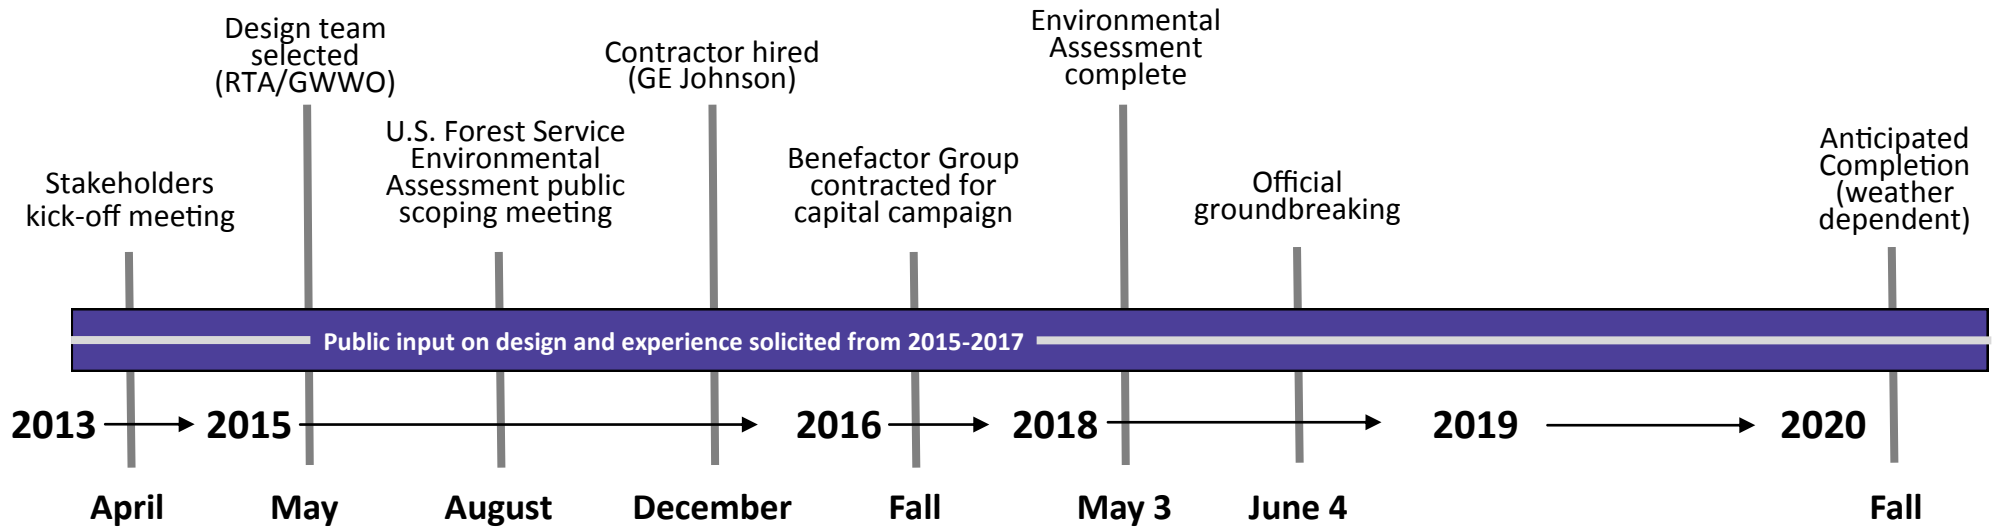 Design team
selected
(RTA/GWWO)
Contractor hired
(GE Johnson)
Environmental
Assessment
complete
Stakeholders
kick-off meeting
U.S. Forest Service
Environmental
Assessment public
scoping meeting
Benefactor Group
contracted for
capital campaign
Official
groundbreaking
Anticipated
Completion
(weather
dependent)
Public input on design and experience solicited from 2015-2017
2013 2015 2016 2018 2019 2020
April May August December Fall May 3 June 4 Fall